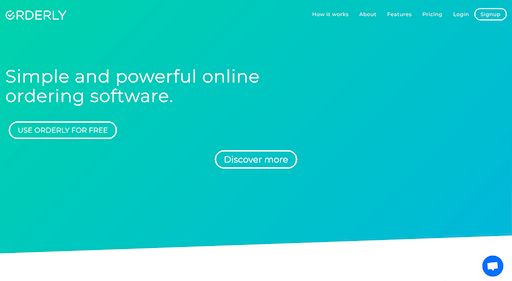 ORDERLY
How it works About Features Pricing Login Signup
Simple and powerful online
ordering software.
USE ORDERLY FOR FREE
Discover more